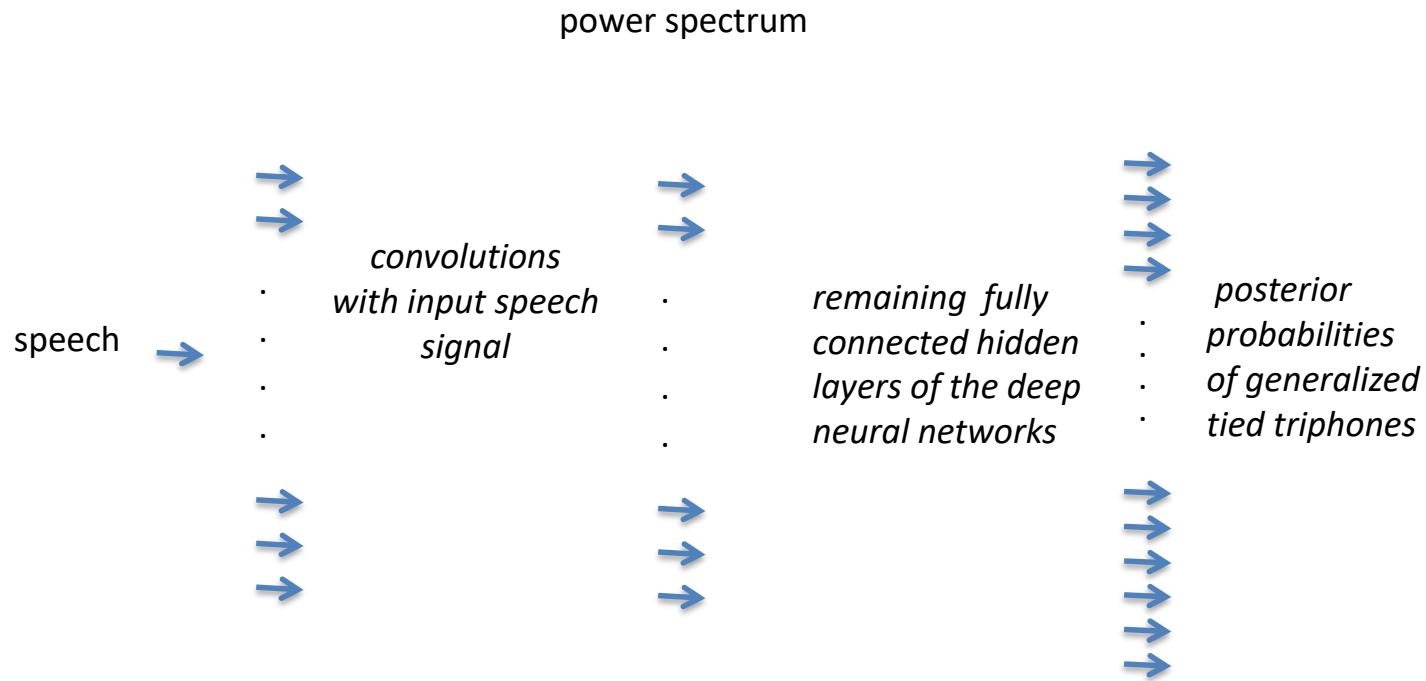 power spectrum
speech
convolutions
with input speech
signal
remaining fully
connected hidden
layers of the deep
neural networks
posterior
probabilities
of generalized
tied triphones